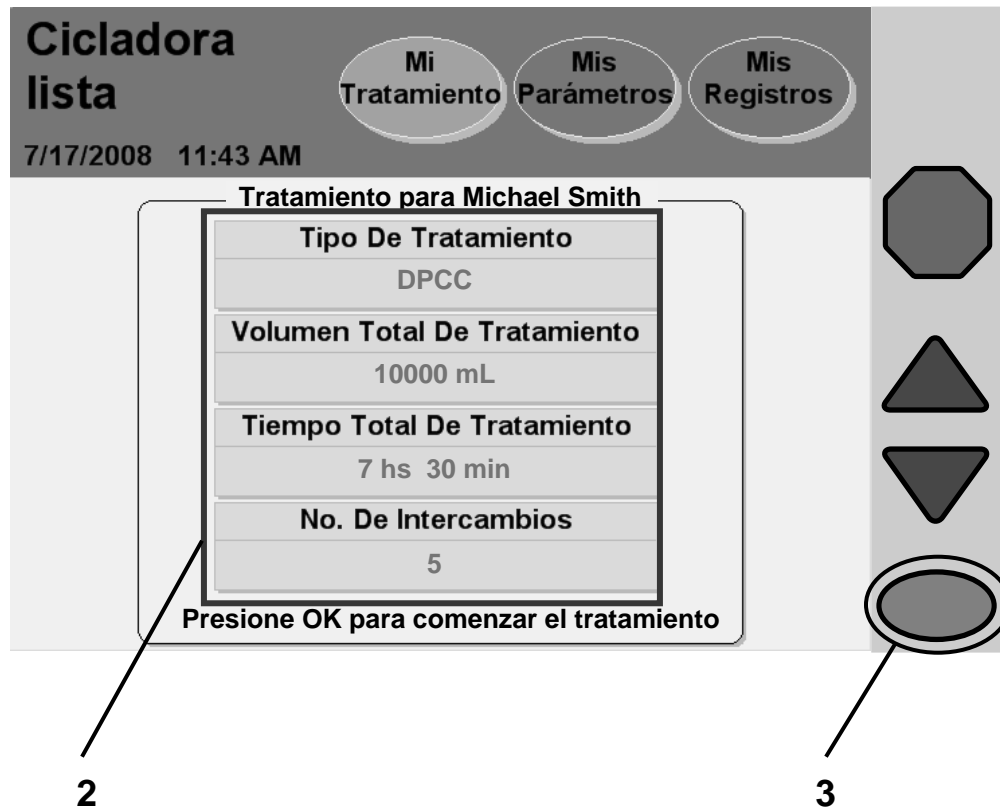 Cicladora
lista
Mi
Tratamiento
Mis
Parámetros
Mis
Registros
7/17/2008 11:43 AM
Tratamiento para Michael Smith
Tipo De Tratamiento
DPCC
Volumen Total De Tratamiento
10000 mL
Tiempo Total De Tratamiento
7 hs 30 min
No. De Intercambios
5
Presione OK para comenzar el tratamiento
2
3